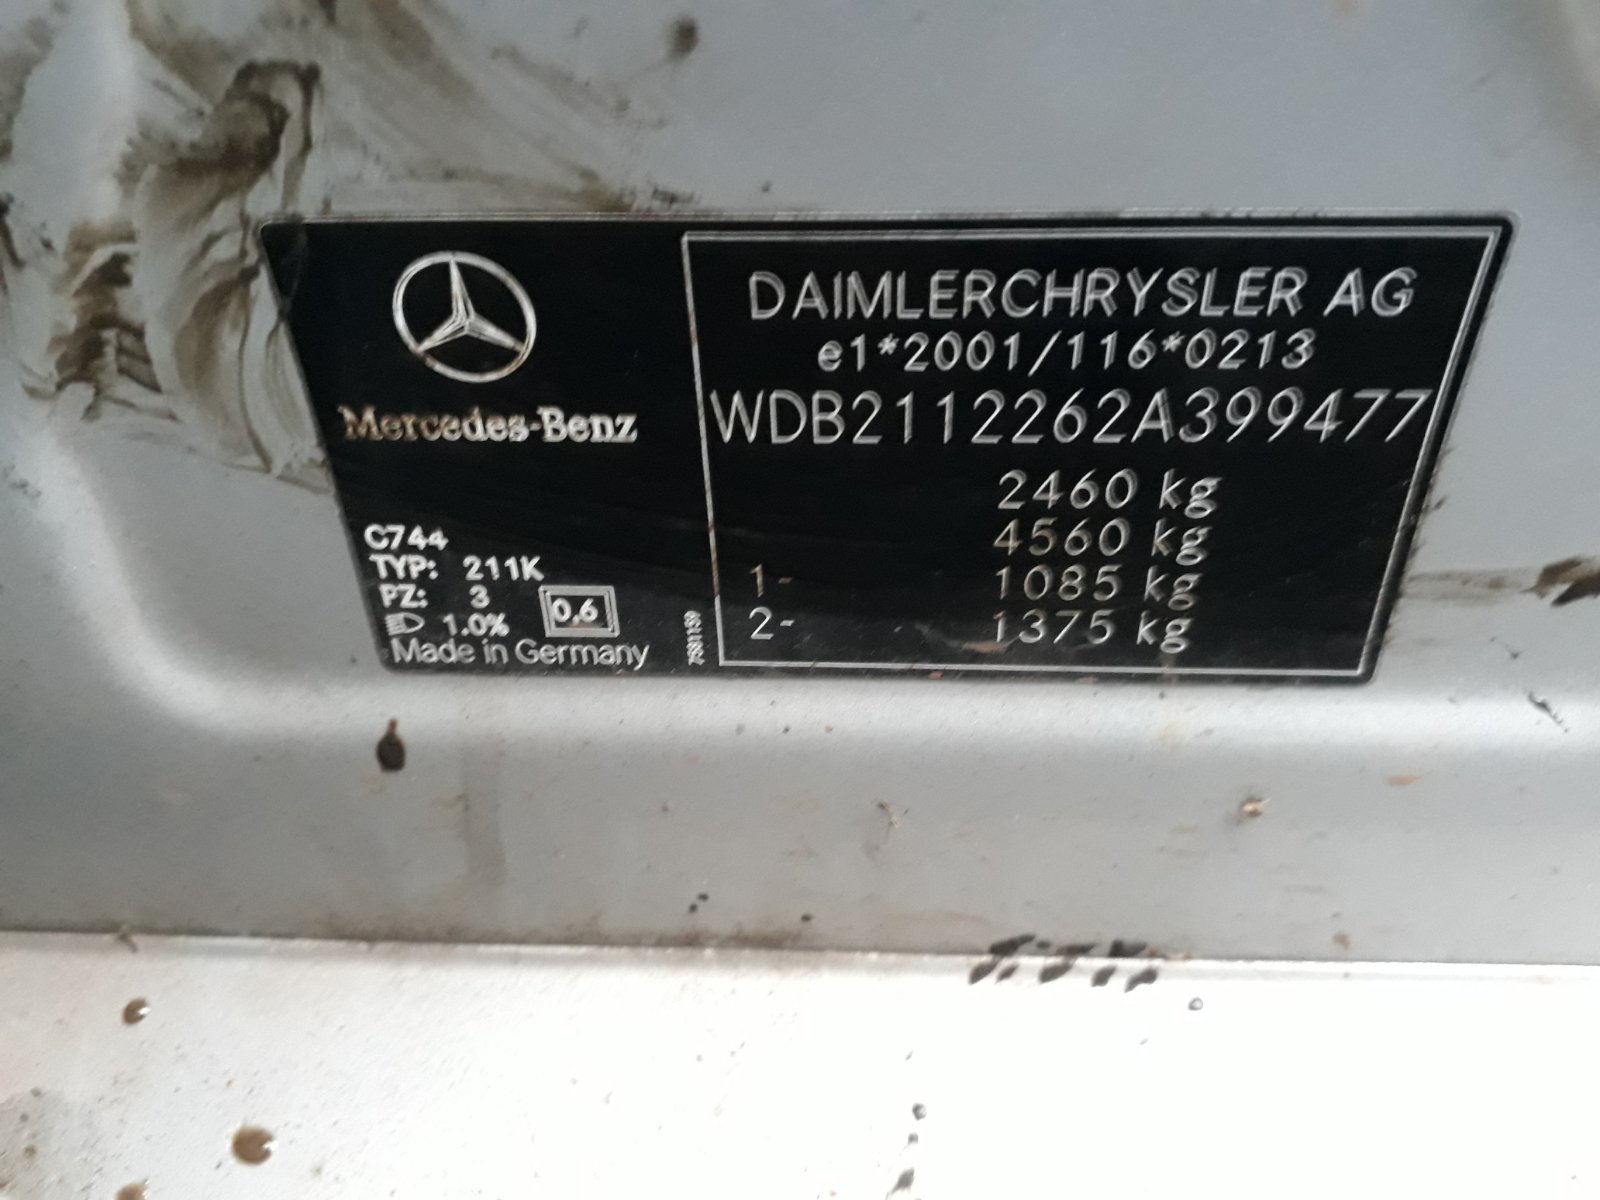 Mercedes-Benz
C744
TYP: 211K
PZ: 3
1.0%
0,6
Made in Germany
DAIMLERCHRYSLER AG
e1*2001/116*0213
WDB2112262A399477
2460 kg
4560 kg
1- 1085 kg
2- 1375 kg